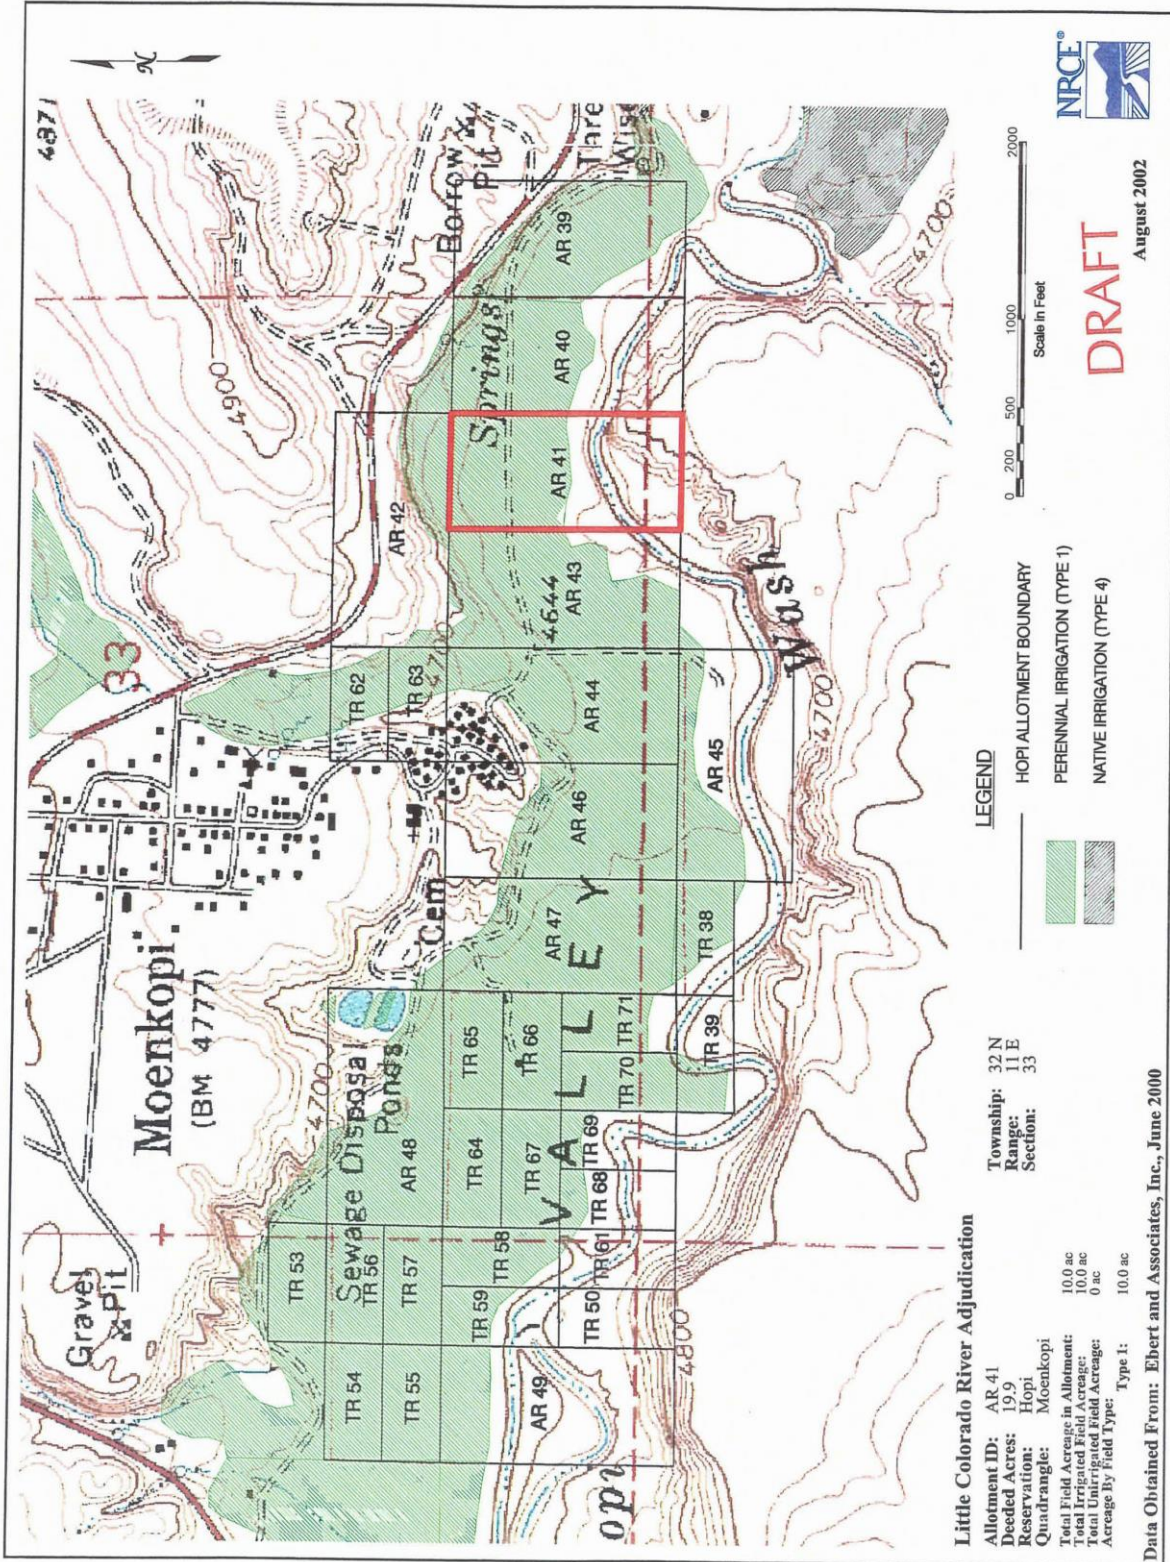 4871
N
33
4900
Borrow
Pit
Moenkopi
(BM 4777)
Gravel
Pit
4700
Cem
Sewage Disposal
Ponds
Springs
AR 39
AR 40
AR 41
AR 42
AR 43
4644
AR 44
AR 45
AR 46
AR 47
AR 48
AR 49
TR 62
TR 63
4700
TR 38
TR 39
TR 71
TR 70
TR 65
TR 66
TR 64
TR 67
TR 69
TR 68
TR 61
TR 58
TR 59
TR 50
TR 53
TR 56
TR 57
TR 54
TR 55
V A L L E Y
opi
Wash
4700
4700
4800
Little Colorado River Adjudication
Allotment ID: AR 41
Deeded Acres: 19.9
Reservation: Hopi
Quadrangle: Moenkopi
Township: 32 N
Range: 11 E
Section: 33
Total Field Acreage in Allotment: 10.0 ac
Total Irrigated Field Acreage: 10.0 ac
Total Unirrigated Field Acreage: 0 ac
Acreage By Field Type: Type 1: 10.0 ac
Data Obtained From: Ebert and Associates, Inc., June 2000
LEGEND
HOPI ALLOTMENT BOUNDARY
PERENNIAL IRRIGATION (TYPE 1)
NATIVE IRRIGATION (TYPE 4)
0 200 500 1000 2000
Scale In Feet
DRAFT
August 2002
NRCE®